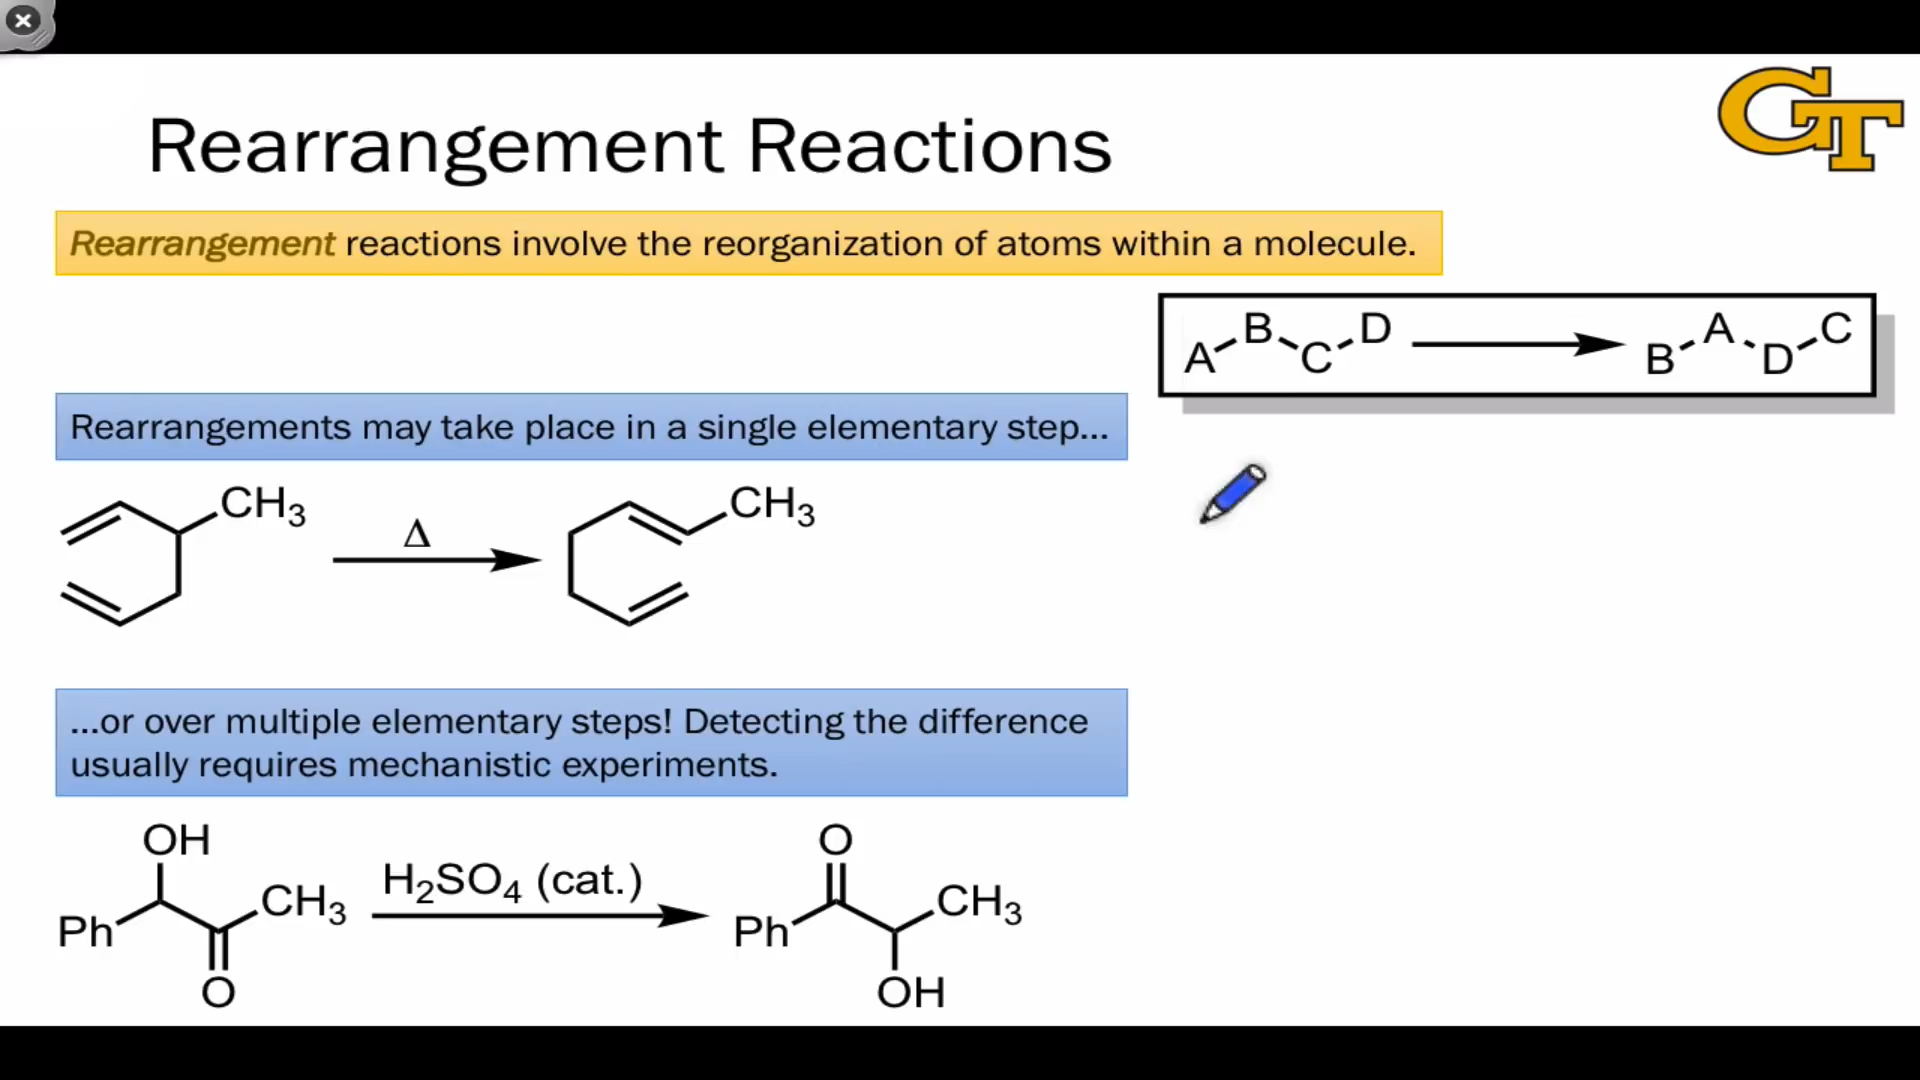 GT
Rearrangement Reactions
Rearrangement reactions involve the reorganization of atoms within a molecule.
A B C D B A D C
Rearrangements may take place in a single elementary step...
CH3 Δ CH3
...or over multiple elementary steps! Detecting the difference
usually requires mechanistic experiments.
OH O
H2SO4 (cat.)
Ph CH3 Ph CH3
O OH